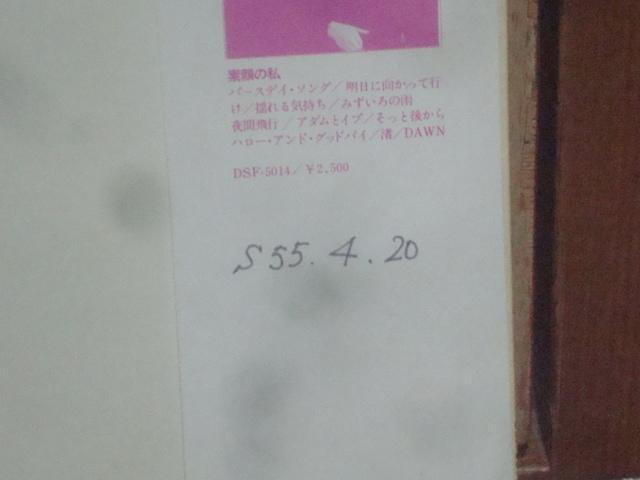 素顔の私
バースデイ・ソング／明日に向かって行
け／揺れる気持ち／みずいろの雨
夜間飛行／アダムとイブ／そっと後から
ハロー・アンド・グッドバイ／渚／DAWN
DSF-5014／￥2,500
S 55. 4. 20